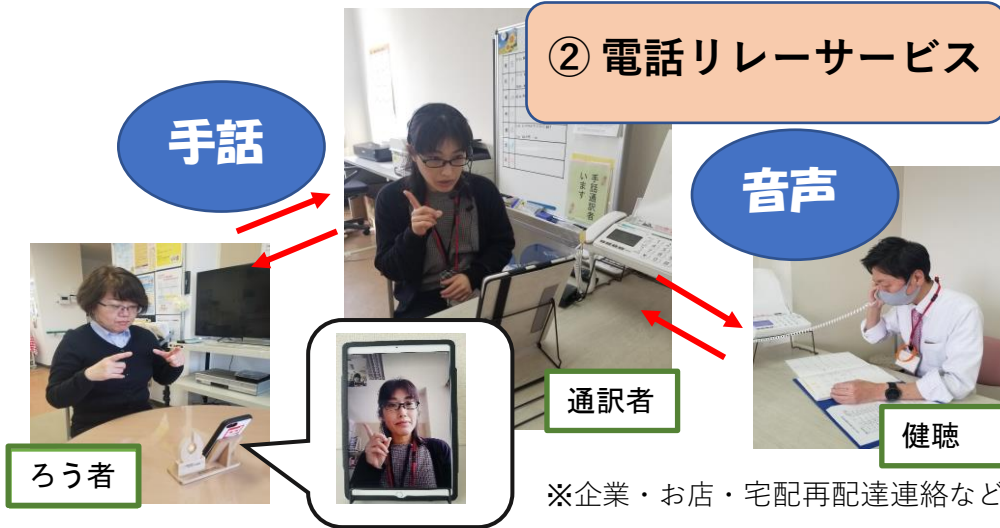 ② 電話リレーサービス
手話
音声
手話通訳者
います
通訳者
健聴
ろう者
※企業・お店・宅配再配達連絡など